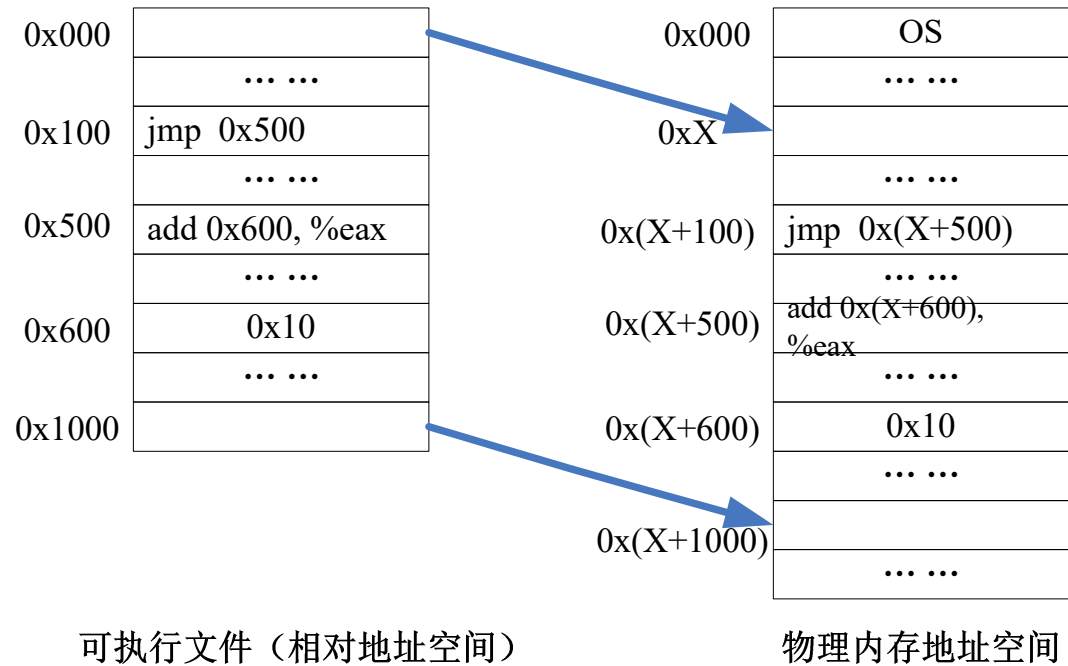 0x000
… …
0x100 jmp 0x500
… …
0x500 add 0x600, %eax
… …
0x600 0x10
… …
0x1000
可执行文件（相对地址空间）
0x000 OS
… …
0xX
… …
0x(X+100) jmp 0x(X+500)
… …
0x(X+500) add 0x(X+600),
%eax
… …
0x(X+600) 0x10
… …
0x(X+1000)
… …
物理内存地址空间